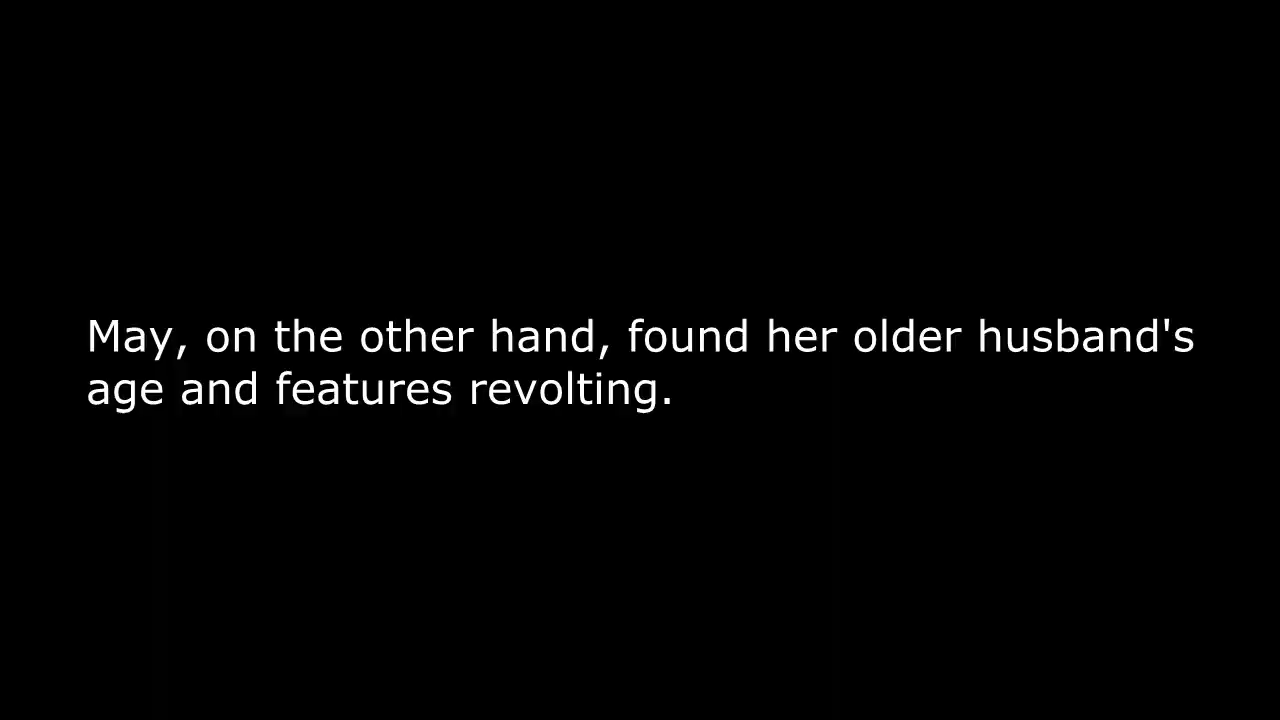 May, on the other hand, found her older husband's
age and features revolting.